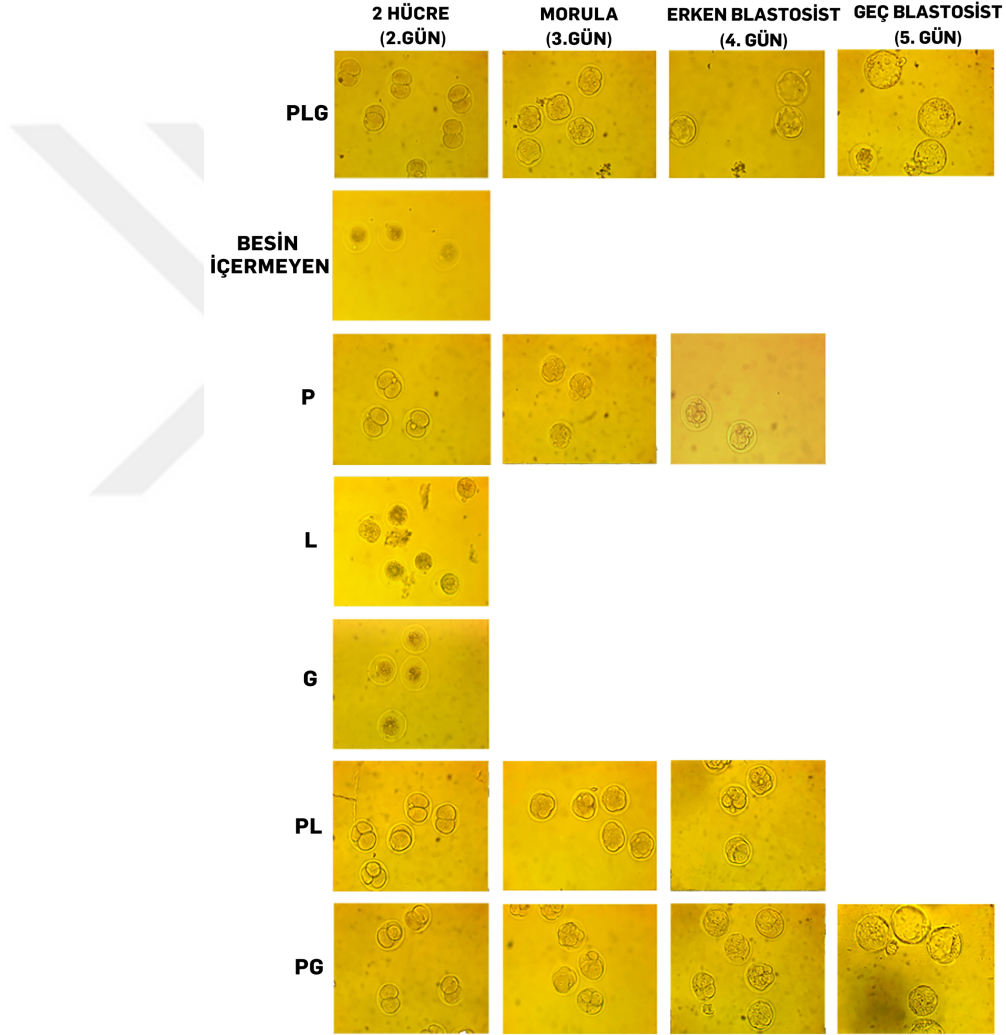 2 HÜCRE
(2.GÜN)
MORULA
(3.GÜN)
ERKEN BLASTOSİST
(4. GÜN)
GEÇ BLASTOSİST
(5. GÜN)
PLG
BESİN
İÇERMEYEN
P
L
G
PL
PG